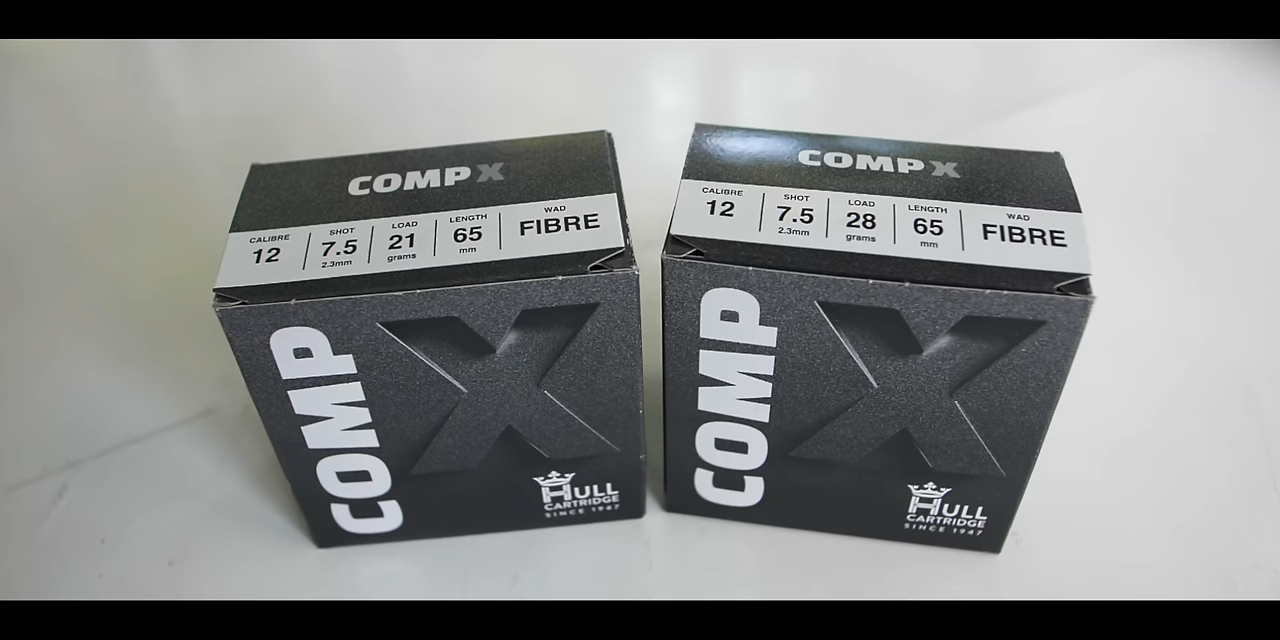 COMP X
CALIBRE SHOT LOAD LENGTH WAD
12 7.5 21 65 FIBRE
2.3mm grams mm
COMP
HULL
CARTRIDGE
SINCE 1947
COMP X
CALIBRE SHOT LOAD LENGTH WAD
12 7.5 28 65 FIBRE
2.3mm grams mm
COMP
HULL
CARTRIDGE
SINCE 1947